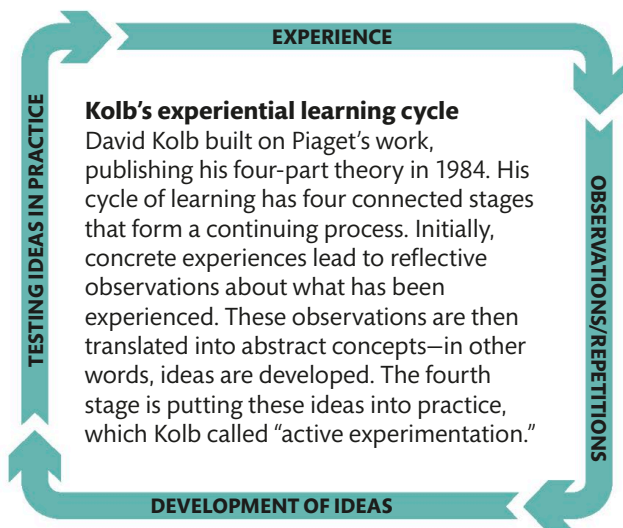 EXPERIENCE
Kolb's experiential learning cycle
David Kolb built on Piaget's work,
publishing his four-part theory in 1984. His
cycle of learning has four connected stages
that form a continuing process. Initially,
concrete experiences lead to reflective
observations about what has been
experienced. These observations are then
translated into abstract concepts—in other
words, ideas are developed. The fourth
stage is putting these ideas into practice,
which Kolb called “active experimentation.”
OBSERVATIONS/REPETITIONS
DEVELOPMENT OF IDEAS
TESTING IDEAS IN PRACTICE